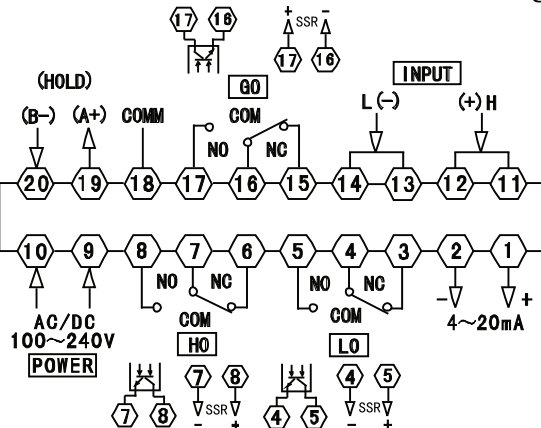 17 16 + SSR -
17 16
(HOLD) GO INPUT
(B-) (A+) COMM COM L(-) (+)H
NO NC
20 19 18 17 16 15 14 13 12 11
10 9 8 7 6 5 4 3 2 1
NO NC NO NC - +
AC/DC COM COM 4~20mA
100~240V
POWER HO LO
7 8 4 5
7 8 SSR 4 5 SSR
- + - +